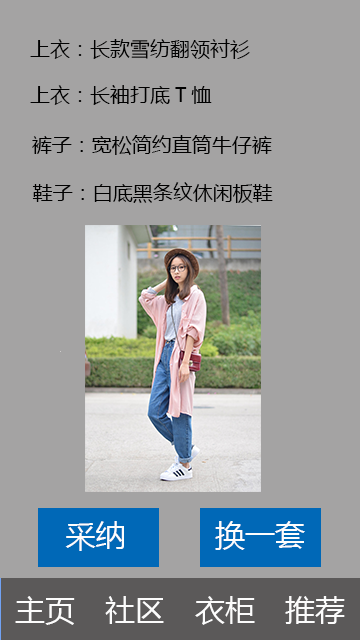 上衣：长款雪纺翻领衬衫
上衣：长袖打底T恤
裤子：宽松简约直筒牛仔裤
鞋子：白底黑条纹休闲板鞋
采纳 换一套
主页 社区 衣柜 推荐